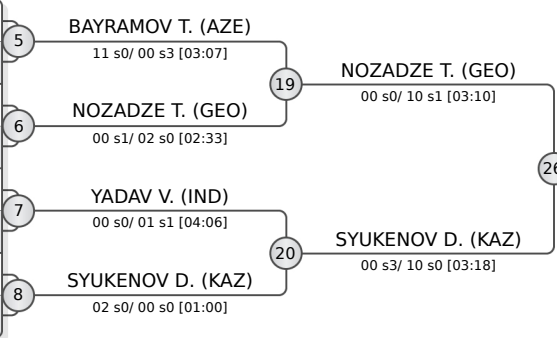 BAYRAMOV T. (AZE)
5
11 s0/ 00 s3 [03:07]
19
NOZADZE T. (GEO)
00 s0/ 10 s1 [03:10]
NOZADZE T. (GEO)
6
00 s1/ 02 s0 [02:33]
26
YADAV V. (IND)
7
00 s0/ 01 s1 [04:06]
20
SYUKENOV D. (KAZ)
00 s3/ 10 s0 [03:18]
SYUKENOV D. (KAZ)
8
02 s0/ 00 s0 [01:00]